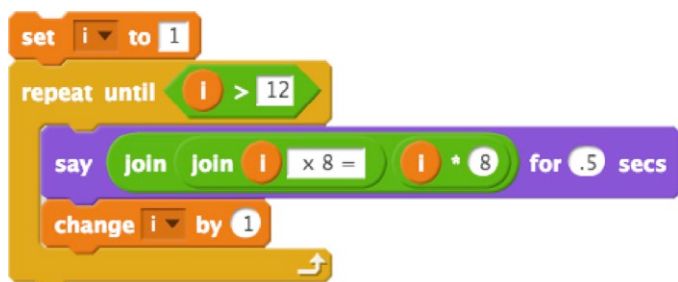 set i to 1
repeat until i > 12
say join join i x 8 = i * 8 for .5 secs
change i by 1